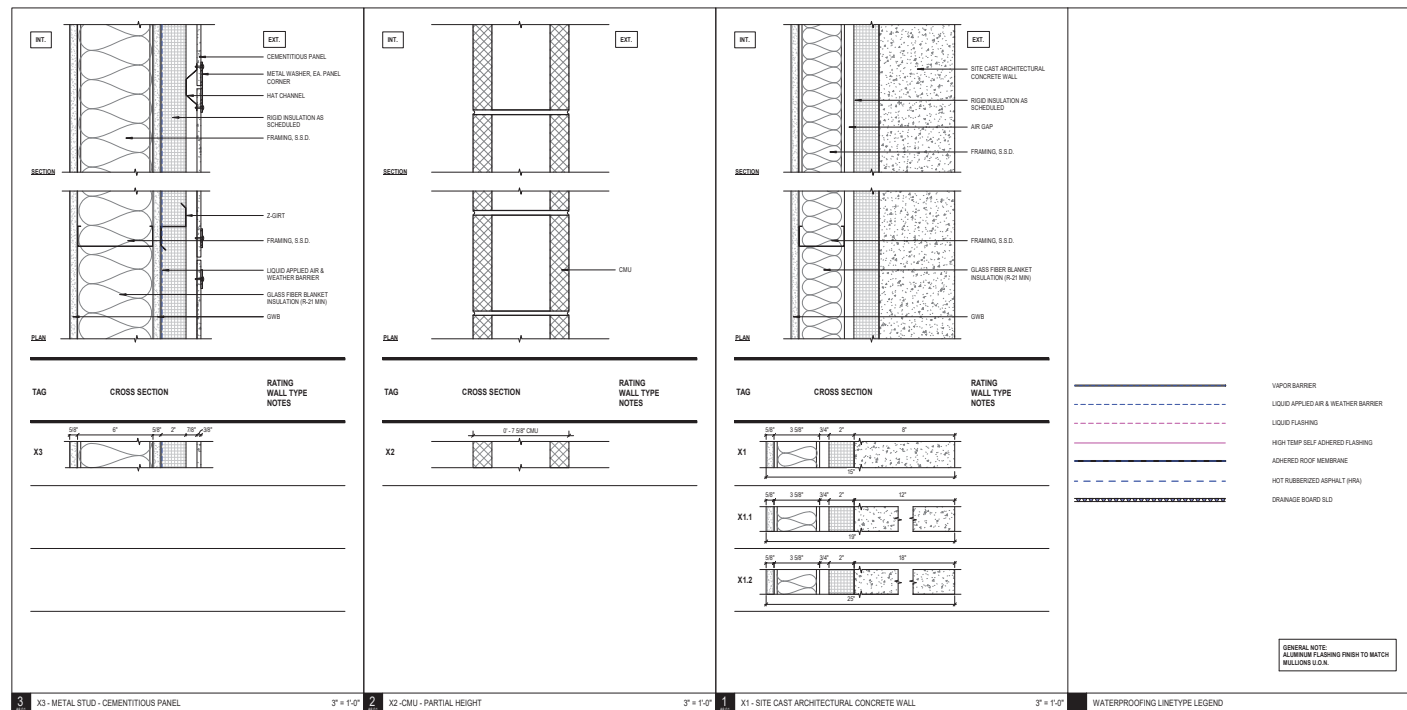 INT.
EXT.
CEMENTITIOUS PANEL
METAL WASHER, EA. PANEL
CORNER
HAT CHANNEL
RIGID INSULATION AS
SCHEDULED
FRAMING, S.S.D.
SECTION
Z-GIRT
FRAMING, S.S.D.
LIQUID APPLIED AIR &
WEATHER BARRIER
GLASS FIBER BLANKET
INSULATION (R-21 MIN)
GWB
PLAN
TAG CROSS SECTION RATING
WALL TYPE
NOTES
5/8" 6" 5/8" 2" 7/8" 3/8"
X3
3 X3 - METAL STUD - CEMENTITIOUS PANEL 3" = 1'-0"
INT.
EXT.
SECTION
CMU
PLAN
TAG CROSS SECTION RATING
WALL TYPE
NOTES
0' - 7 5/8" CMU
X2
2 X2 -CMU - PARTIAL HEIGHT 3" = 1'-0"
INT.
EXT.
SITE CAST ARCHITECTURAL
CONCRETE WALL
RIGID INSULATION AS
SCHEDULED
AIR GAP
FRAMING, S.S.D.
SECTION
FRAMING, S.S.D.
GLASS FIBER BLANKET
INSULATION (R-21 MIN)
GWB
PLAN
TAG CROSS SECTION RATING
WALL TYPE
NOTES
5/8" 3 5/8" 3/4" 2" 8"
X1
15"
5/8" 3 5/8" 3/4" 2" 12"
X1.1
19"
5/8" 3 5/8" 3/4" 2" 18"
X1.2
25"
1 X1 - SITE CAST ARCHITECTURAL CONCRETE WALL 3" = 1'-0"
VAPOR BARRIER
LIQUID APPLIED AIR & WEATHER BARRIER
LIQUID FLASHING
HIGH TEMP SELF ADHERED FLASHING
ADHERED ROOF MEMBRANE
HOT RUBBERIZED ASPHALT (HRA)
DRAINAGE BOARD SLD
GENERAL NOTE:
ALUMINUM FLASHING FINISH TO MATCH
MULLIONS U.O.N.
WATERPROOFING LINETYPE LEGEND